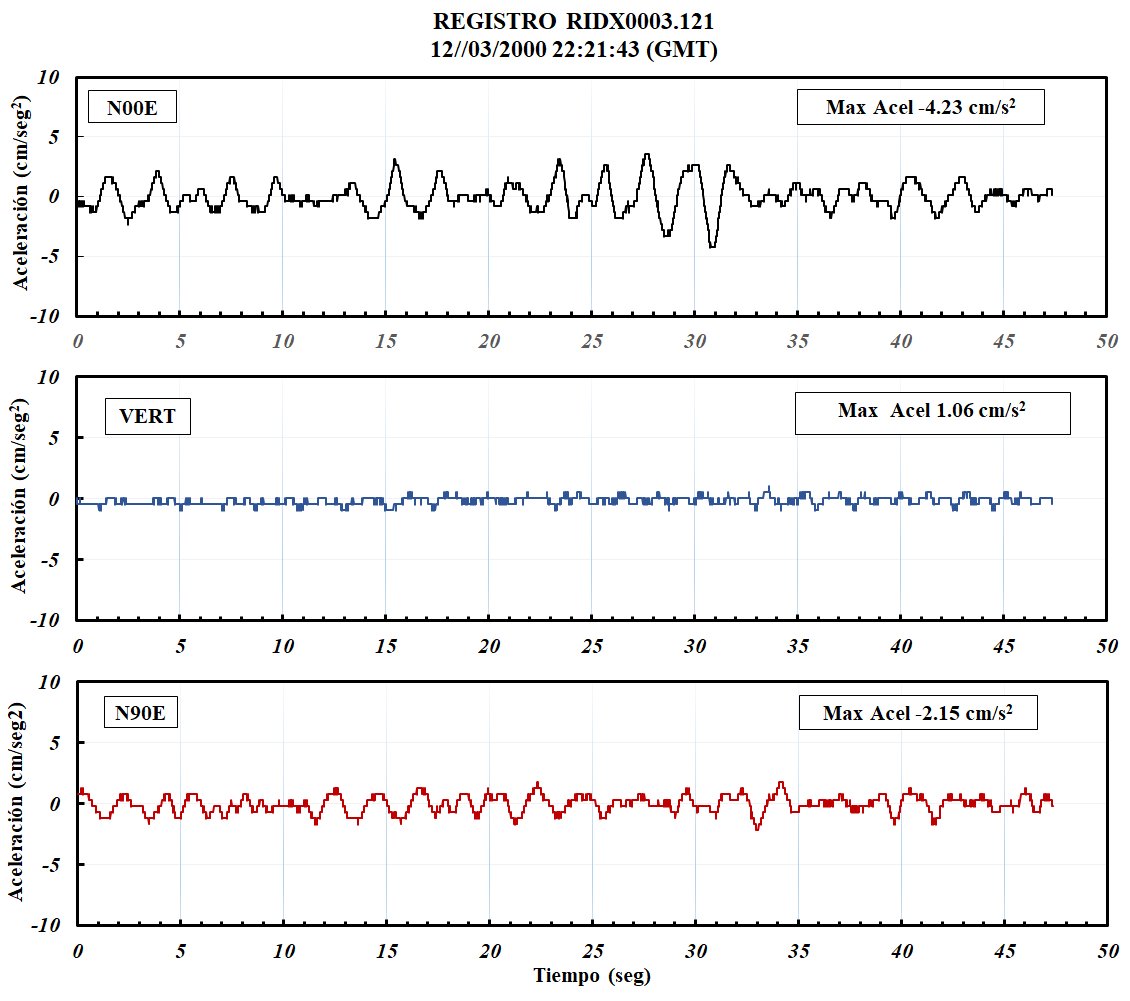 REGISTRO RIDX0003.121
12//03/2000 22:21:43 (GMT)
10
5
0
-5
-10
Aceleración (cm/seg²)
N00E
Max Acel -4.23 cm/s²
0 5 10 15 20 25 30 35 40 45 50
10
5
0
-5
-10
Aceleración (cm/seg²)
VERT
Max Acel 1.06 cm/s²
0 5 10 15 20 25 30 35 40 45 50
10
5
0
-5
-10
Aceleración (cm/seg2)
N90E
Max Acel -2.15 cm/s²
0 5 10 15 20 25 30 35 40 45 50
Tiempo (seg)